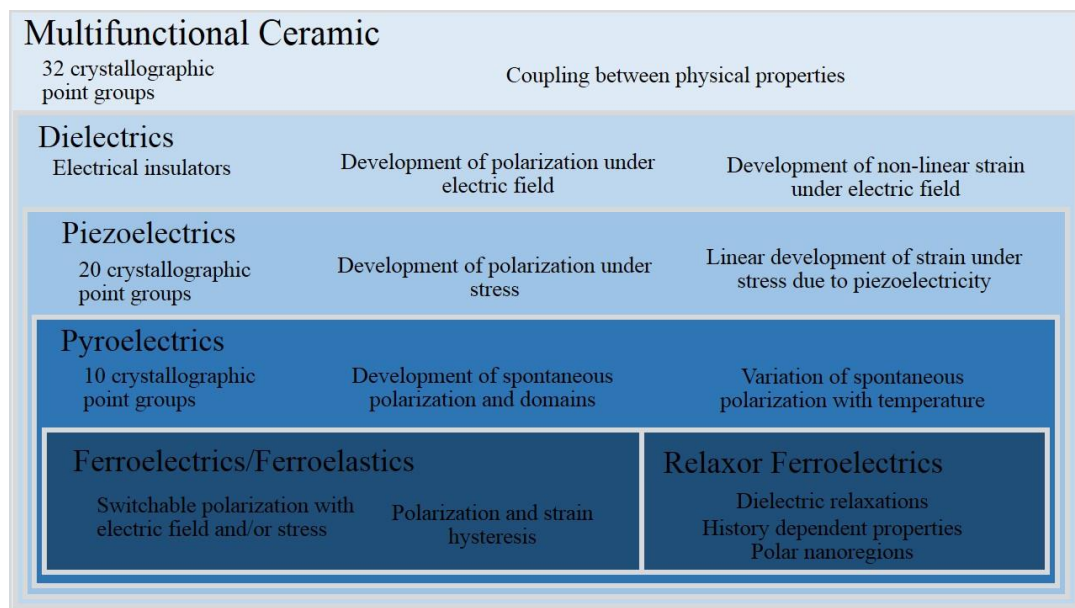 Multifunctional Ceramic
32 crystallographic
point groups
Coupling between physical properties
Dielectrics
Electrical insulators
Development of polarization under
electric field
Development of non-linear strain
under electric field
Piezoelectrics
20 crystallographic
point groups
Development of polarization under
stress
Linear development of strain under
stress due to piezoelectricity
Pyroelectrics
10 crystallographic
point groups
Development of spontaneous
polarization and domains
Variation of spontaneous
polarization with temperature
Ferroelectrics/Ferroelastics
Switchable polarization with
electric field and/or stress
Polarization and strain
hysteresis
Relaxor Ferroelectrics
Dielectric relaxations
History dependent properties
Polar nanoregions